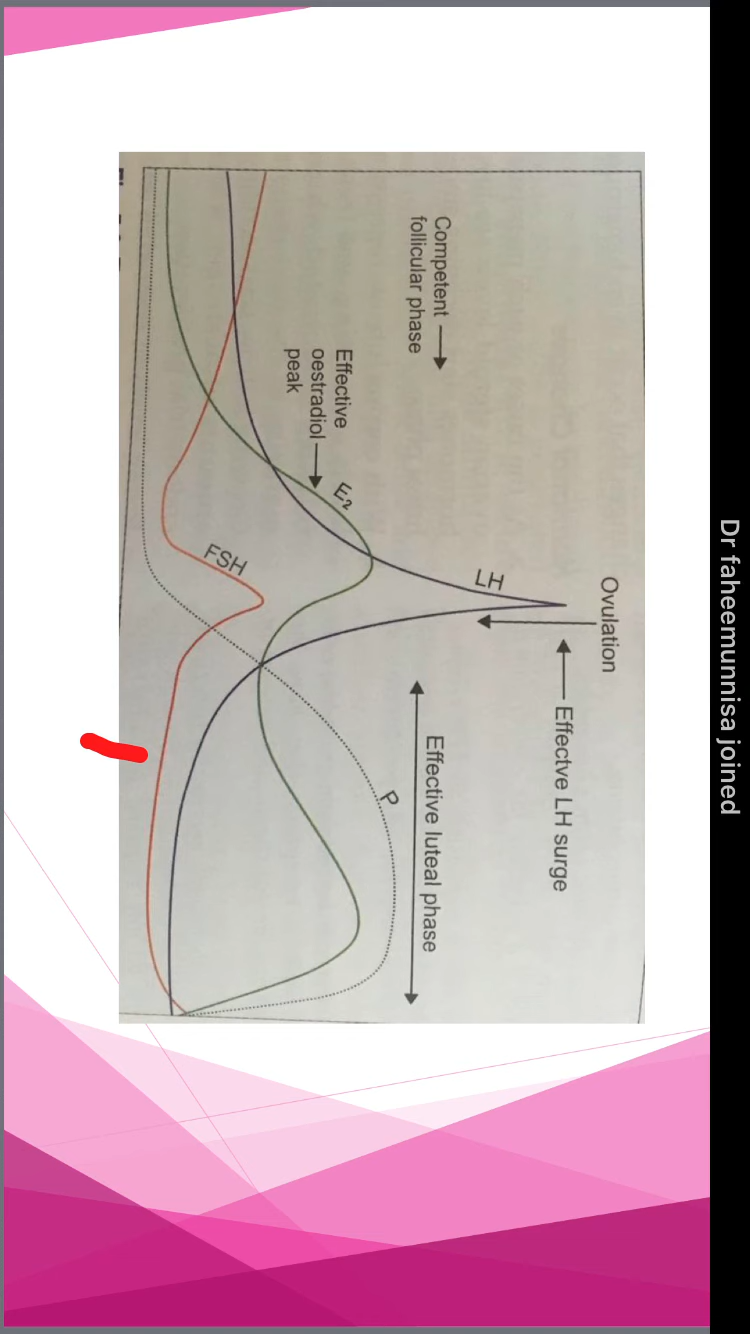 Dr faheemunnisa joined
Ovulation
Effectve LH surge
LH
Competent
follicular phase
Effective luteal phase
P
Effective
oestradiol
peak
E₂
FSH